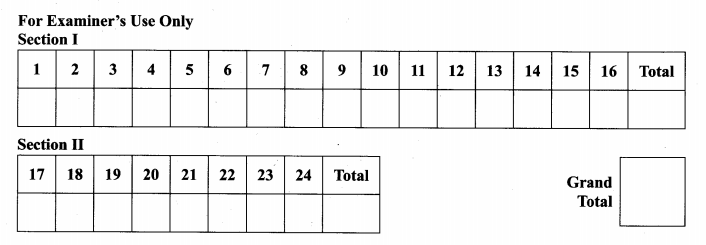 For Examiner's Use Only
Section I
1 2 3 4 5 6 7 8 9 10 11 12 13 14 15 16 Total
Section II
17 18 19 20 21 22 23 24 Total
Grand
Total